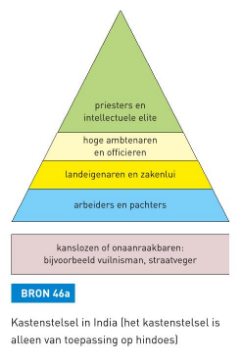 priesters en
intellectuele elite
hoge ambtenaren
en officieren
landeigenaren en zakenlui
arbeiders en pachters
kanslozen of onaanraakbaren:
bijvoorbeeld vuilnisman, straatveger
BRON 46a
Kastenstelsel in India (het kastenstelsel is
alleen van toepassing op hindoes)